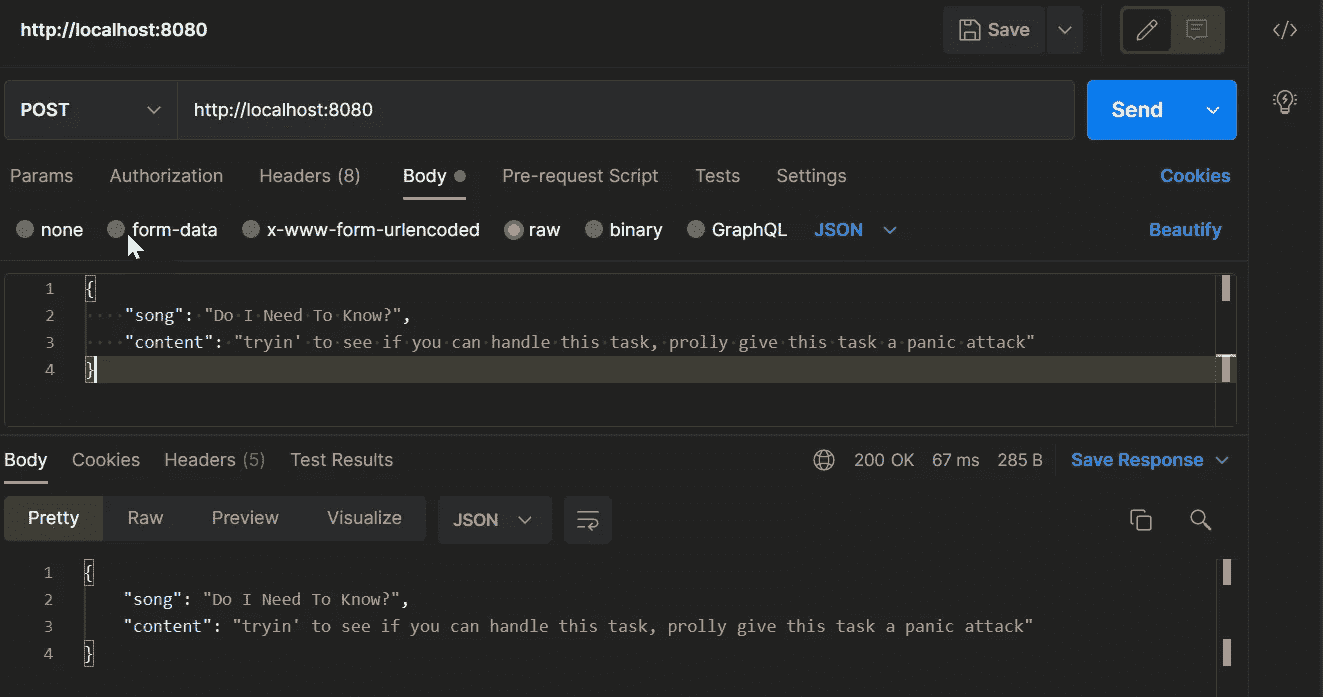 http://localhost:8080 Save </>
POST http://localhost:8080 Send
Params Authorization Headers (8) Body Pre-request Script Tests Settings Cookies
none form-data x-www-form-urlencoded raw binary GraphQL JSON Beautify
1 {
2 "song": "Do I Need To Know?",
3 "content": "tryin' to see if you can handle this task, prolly give this task a panic attack"
4 }
Body Cookies Headers (5) Test Results 200 OK 67 ms 285 B Save Response
Pretty Raw Preview Visualize JSON
1 {
2 "song": "Do I Need To Know?",
3 "content": "tryin' to see if you can handle this task, prolly give this task a panic attack"
4 }